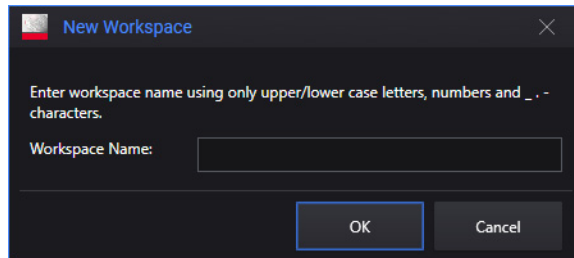 New Workspace
Enter workspace name using only upper/lower case letters, numbers and _ . -
characters.
Workspace Name:
OK
Cancel